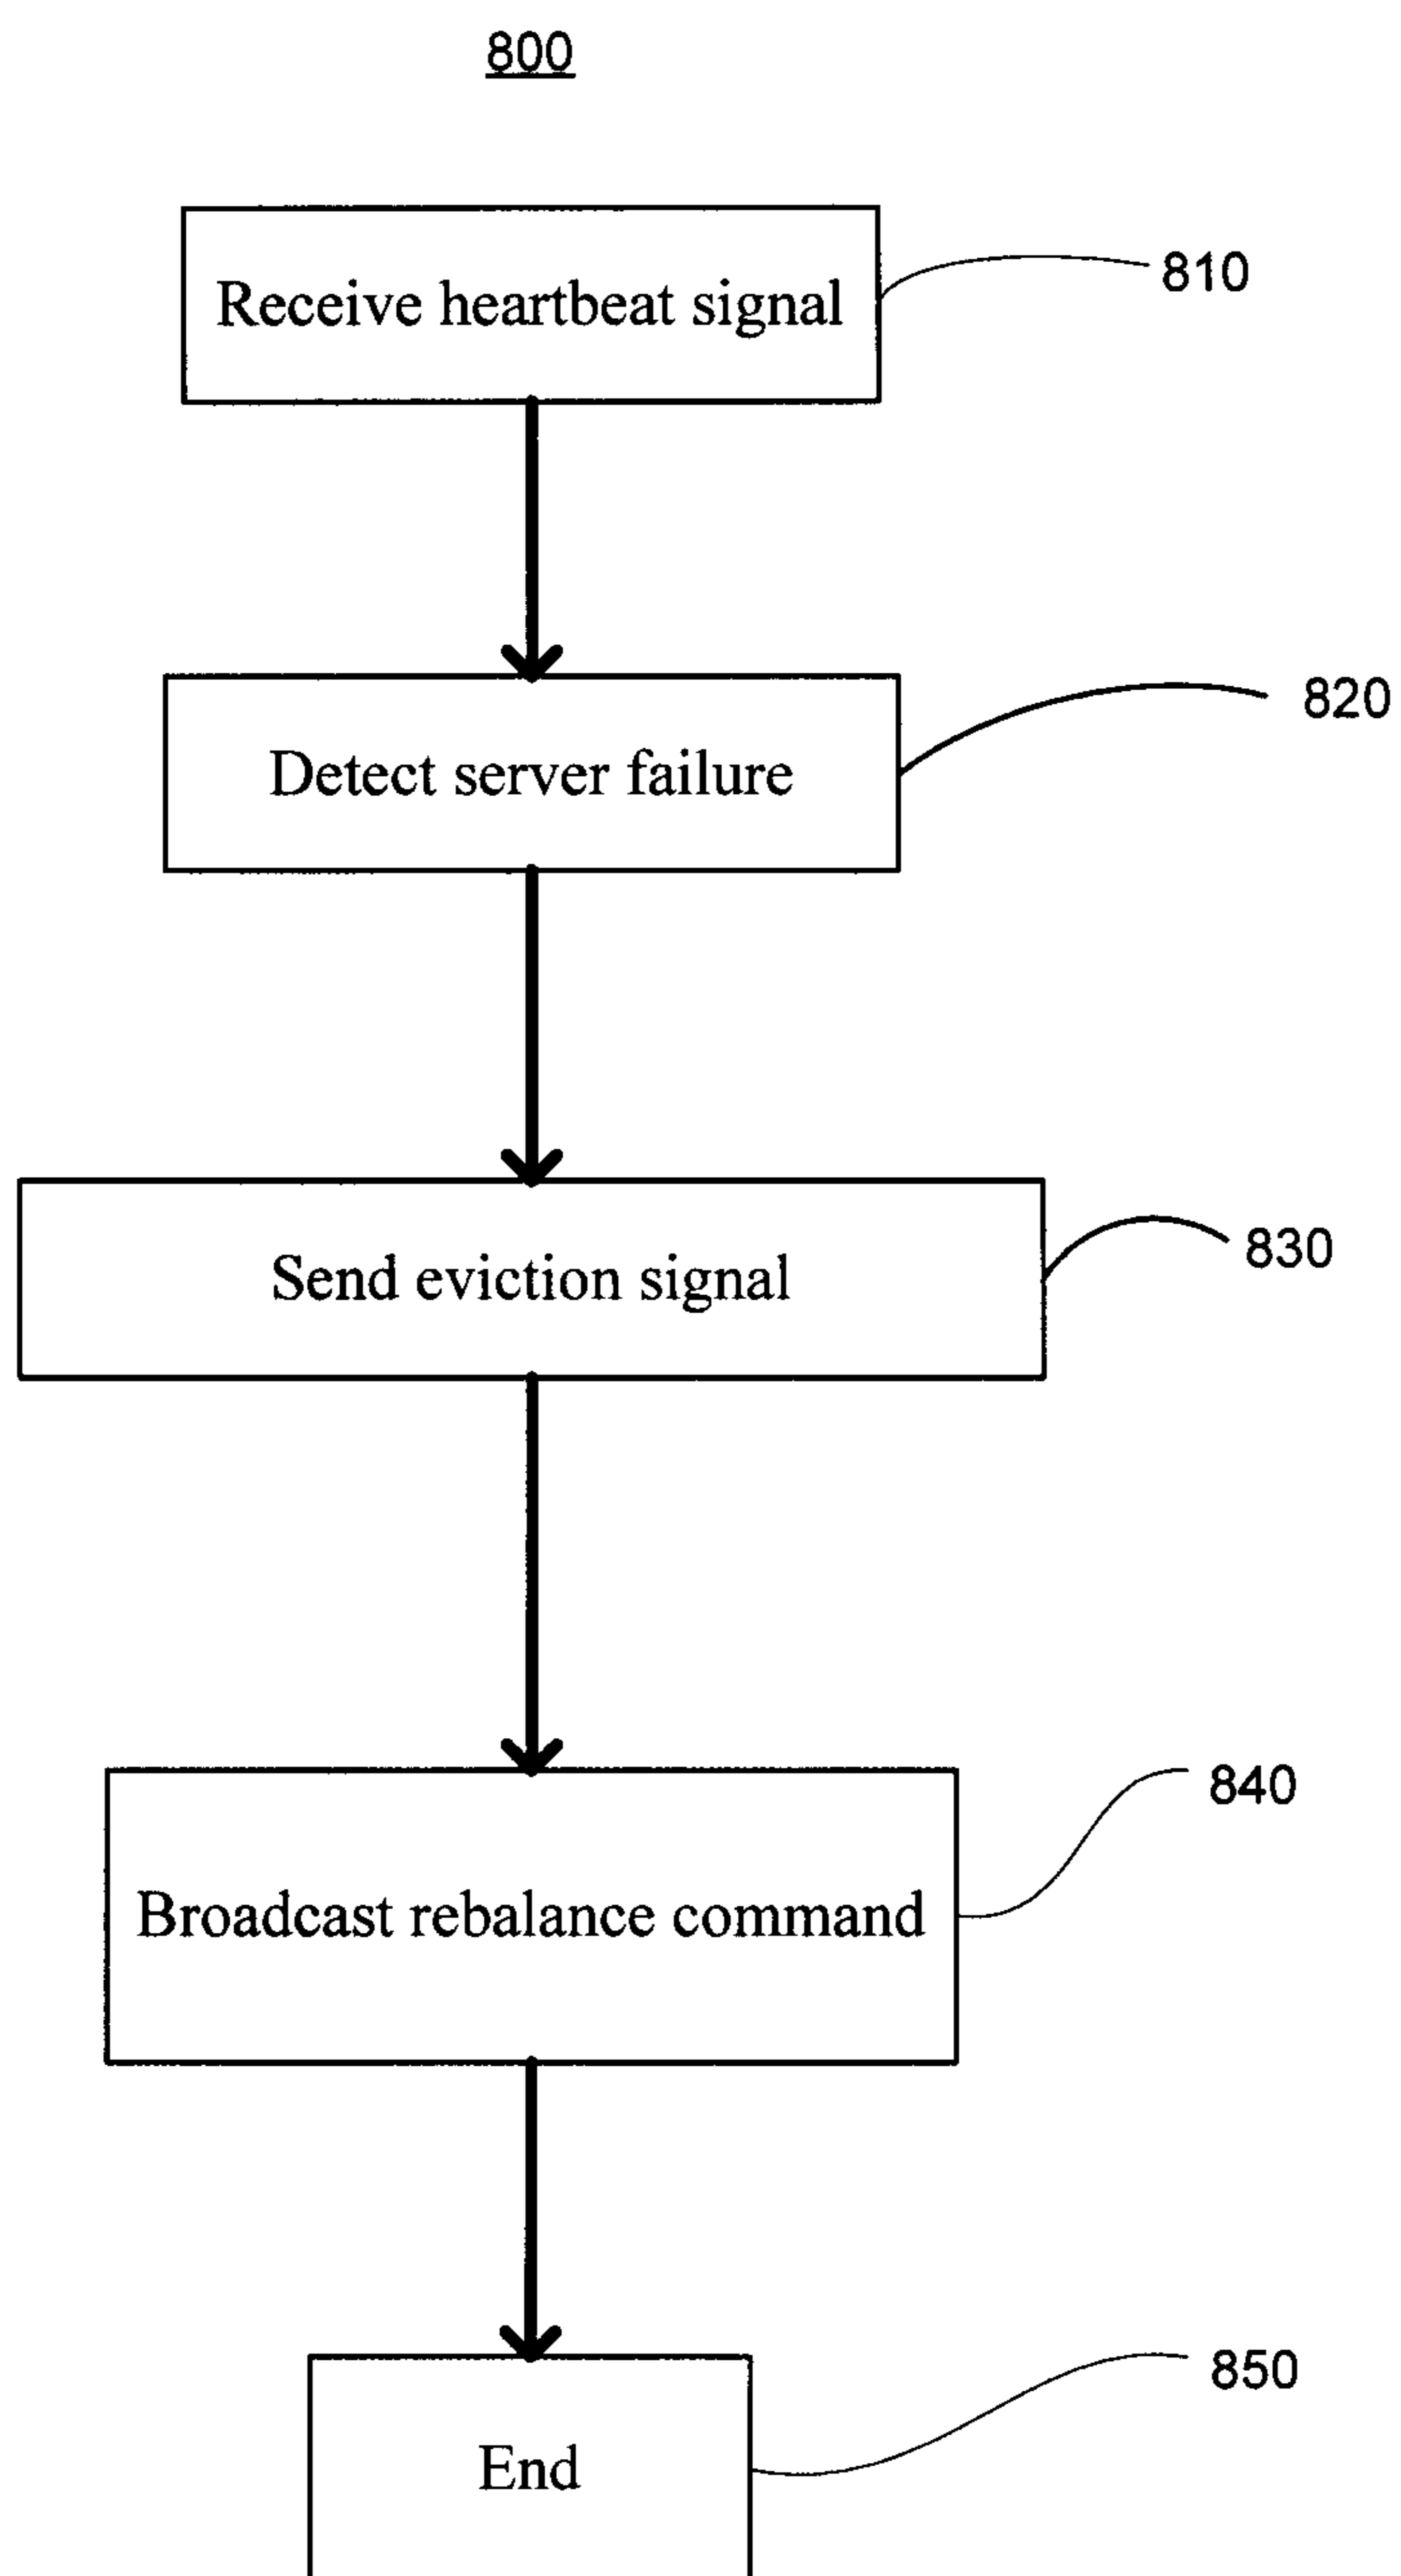 800
Receive heartbeat signal
810
Detect server failure
820
Send eviction signal
830
Broadcast rebalance command
840
End
850